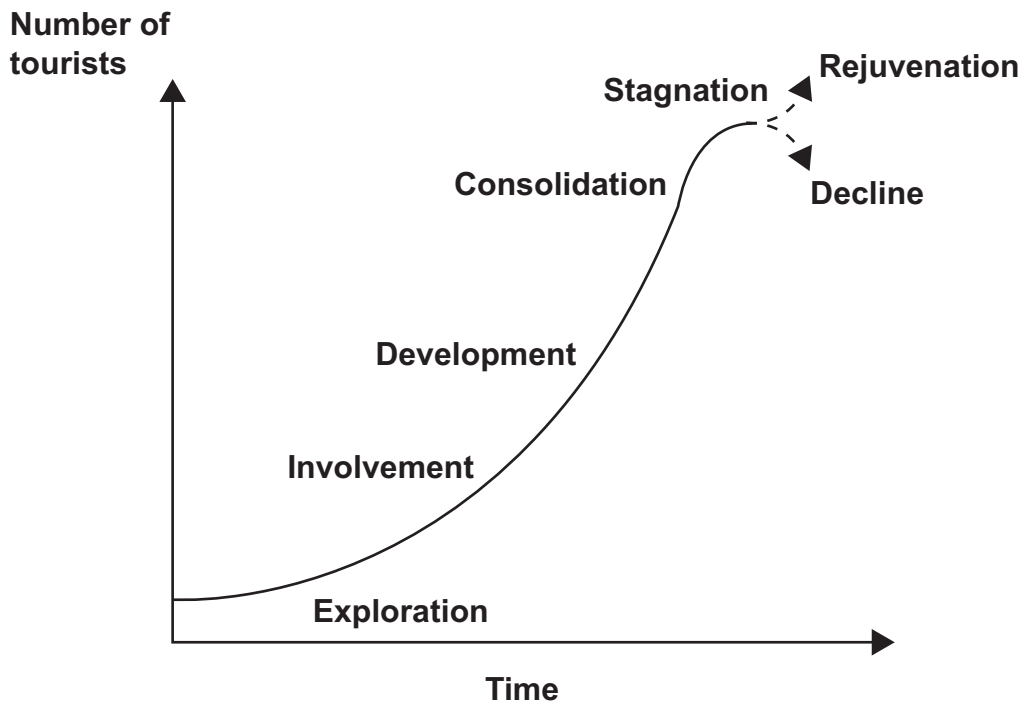 Number of
tourists
Rejuvenation
Stagnation
Consolidation
Decline
Development
Involvement
Exploration
Time